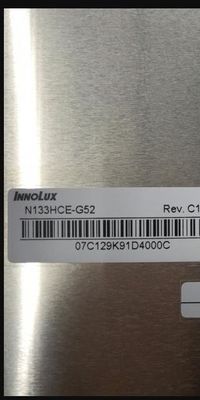 INNOLUX
N133HCE-G52 Rev. C1
07C129K91D4000C